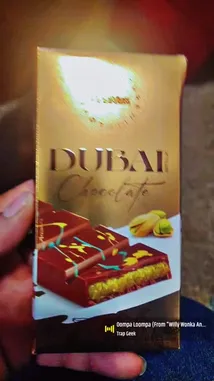 DUBAI
Chocolate
Oompa Loompa (From "Willy Wonka An...
Trap Geek